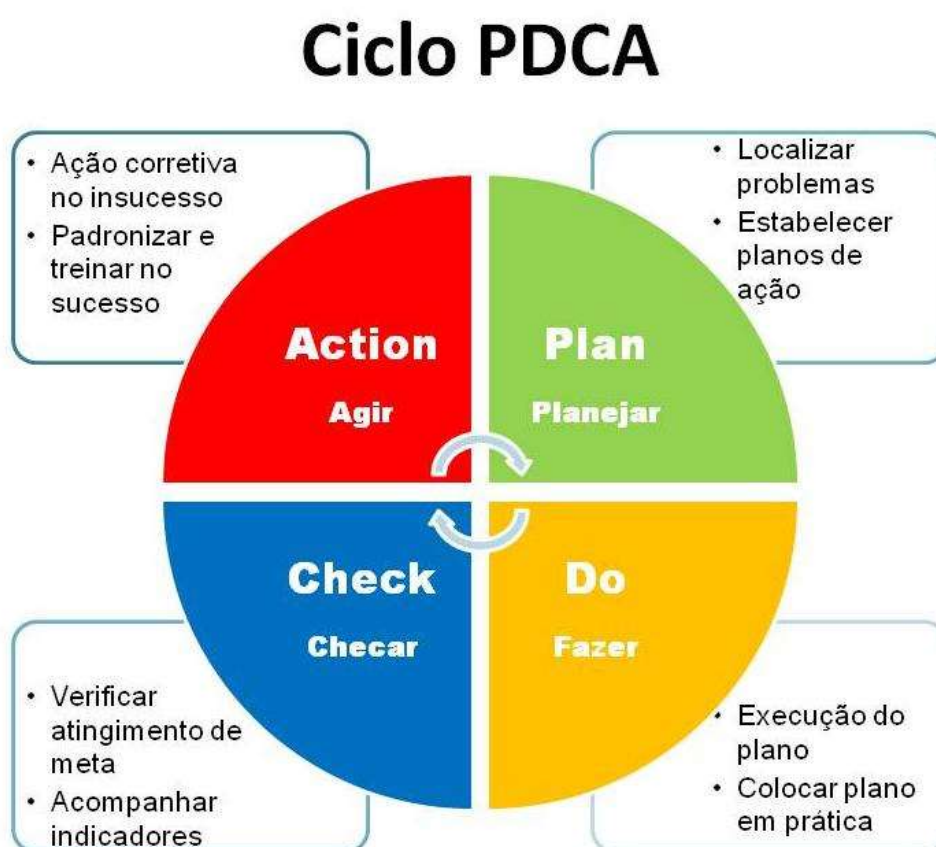 Ciclo PDCA
• Ação corretiva
no insucesso
• Padronizar e
treinar no
sucesso
• Localizar
problemas
• Estabelecer
planos de
ação
Action
Agir
Plan
Planejar
Check
Checar
Do
Fazer
• Verificar
atingimento de
meta
• Acompanhar
indicadores
• Execução do
plano
• Colocar plano
em prática